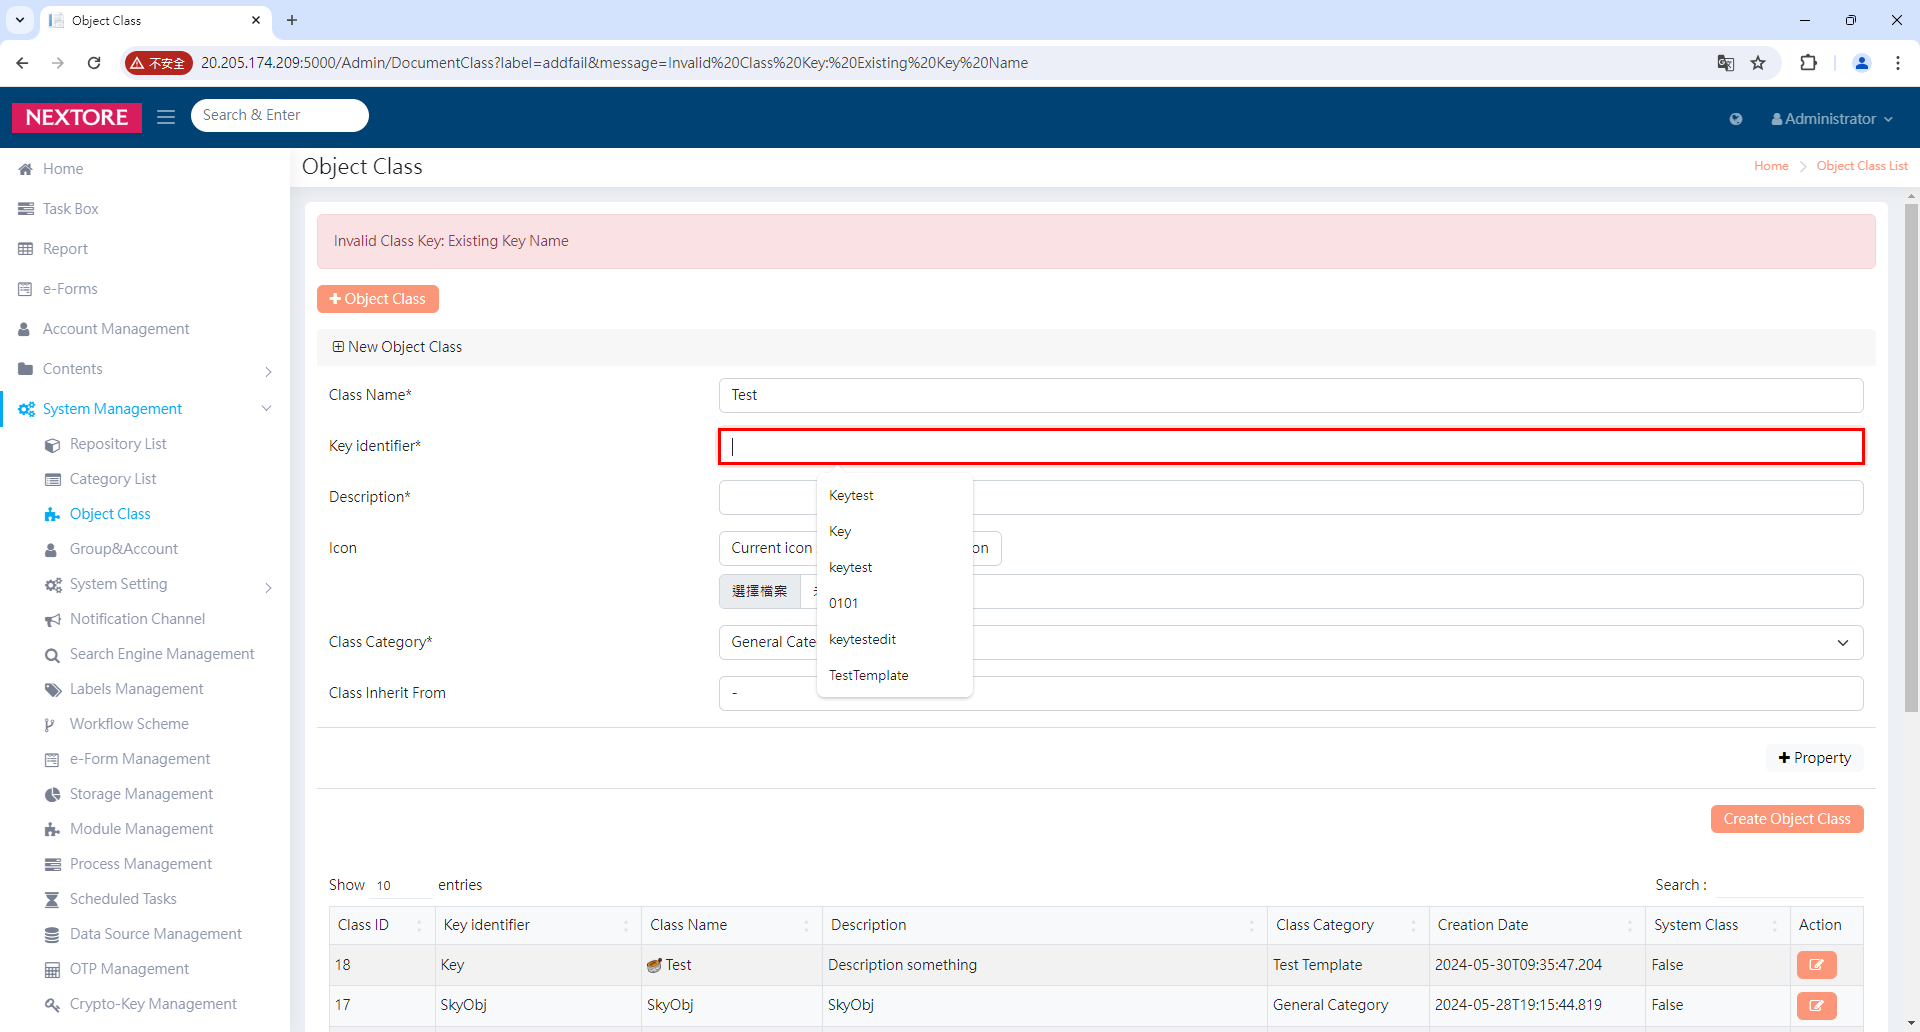 Object Class
不安全
20.205.174.209:5000/Admin/DocumentClass?label=addfail&message=Invalid%20Class%20Key:%20Existing%20Key%20Name
NEXTORE
Search & Enter
Administrator
Home
Task Box
Report
e-Forms
Account Management
Contents
System Management
Repository List
Category List
Object Class
Group&Account
System Setting
Notification Channel
Search Engine Management
Labels Management
Workflow Scheme
e-Form Management
Storage Management
Module Management
Process Management
Scheduled Tasks
Data Source Management
OTP Management
Crypto-Key Management
Object Class
Home Object Class List
Invalid Class Key: Existing Key Name
Object Class
New Object Class
Class Name*
Test
Key identifier*
Description*
Keytest
Key
keytest
0101
keytestedit
TestTemplate
Icon
Current icon on
選擇檔案
Class Category*
General Cate
Class Inherit From
-
Property
Create Object Class
Show 10 entries
Search :
Class ID Key identifier Class Name Description Class Category Creation Date System Class Action
18 Key Test Description something Test Template 2024-05-30T09:35:47.204 False
17 SkyObj SkyObj SkyObj General Category 2024-05-28T19:15:44.819 False